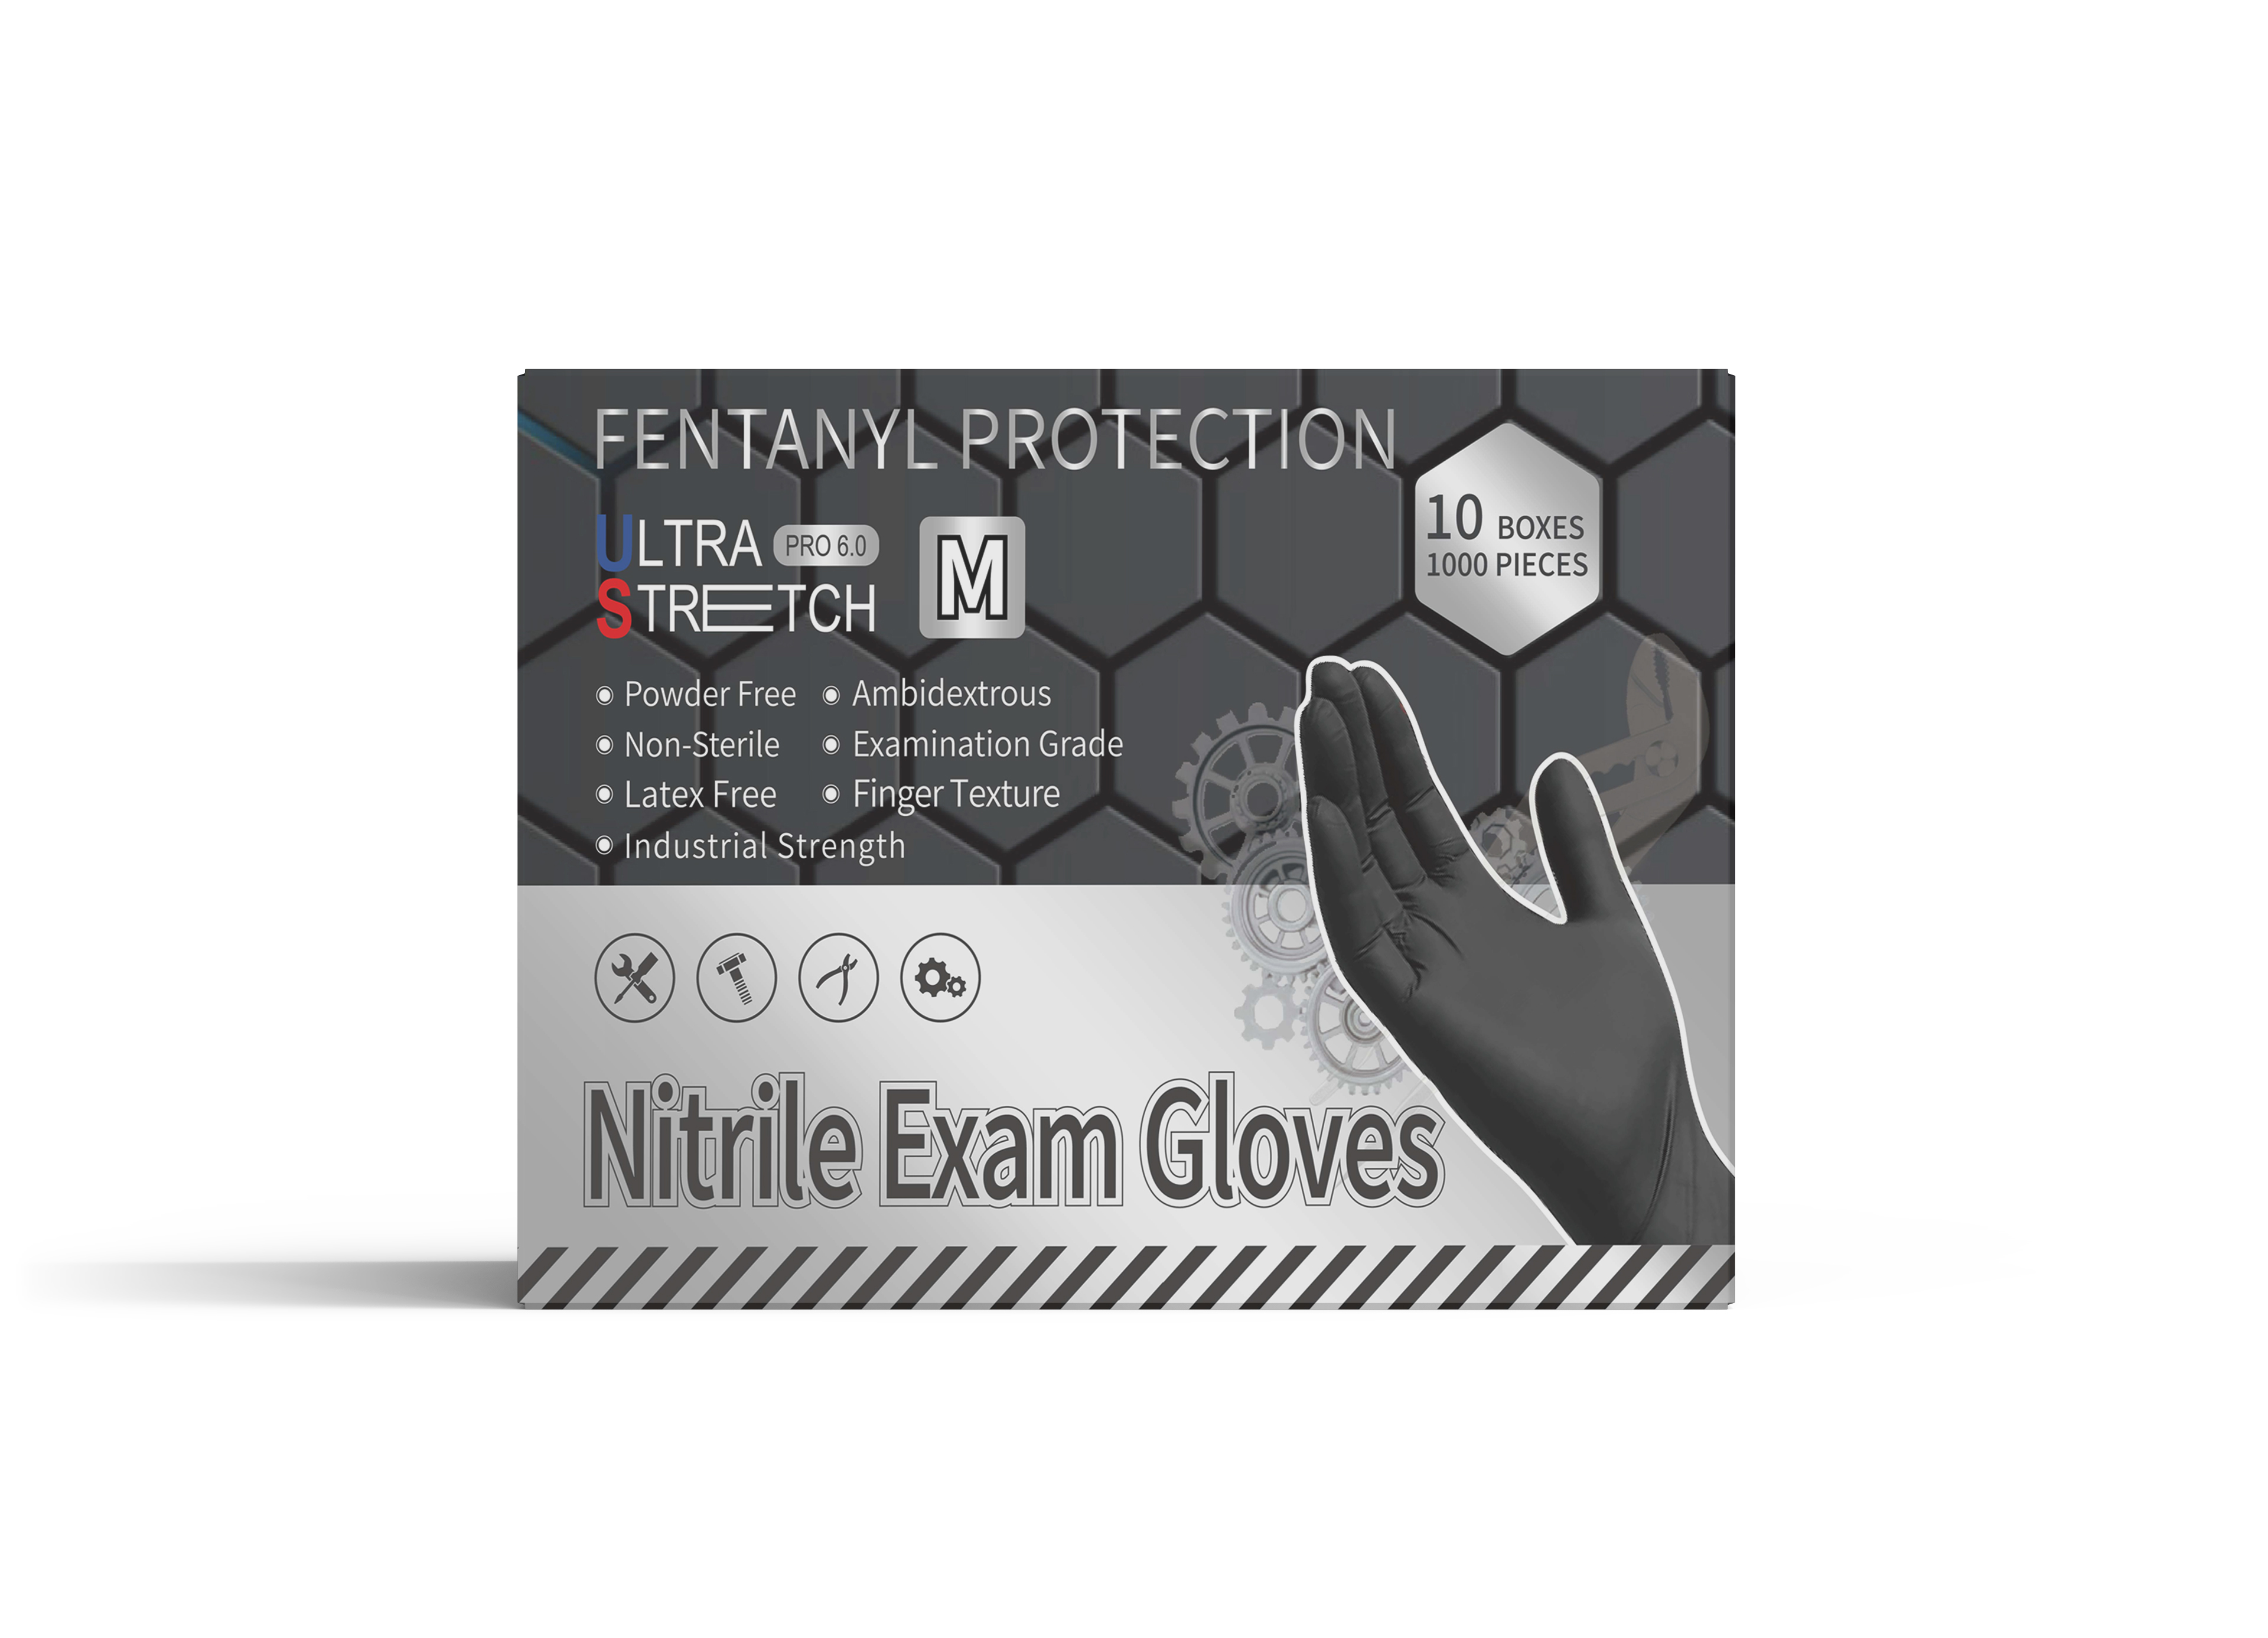 FENTANYL PROTECTION
ULTRA PRO 6.0
STRETCH
M
10 BOXES
1000 PIECES
Powder Free
Ambidextrous
Non-Sterile
Examination Grade
Latex Free
Finger Texture
Industrial Strength
Nitrile Exam Gloves